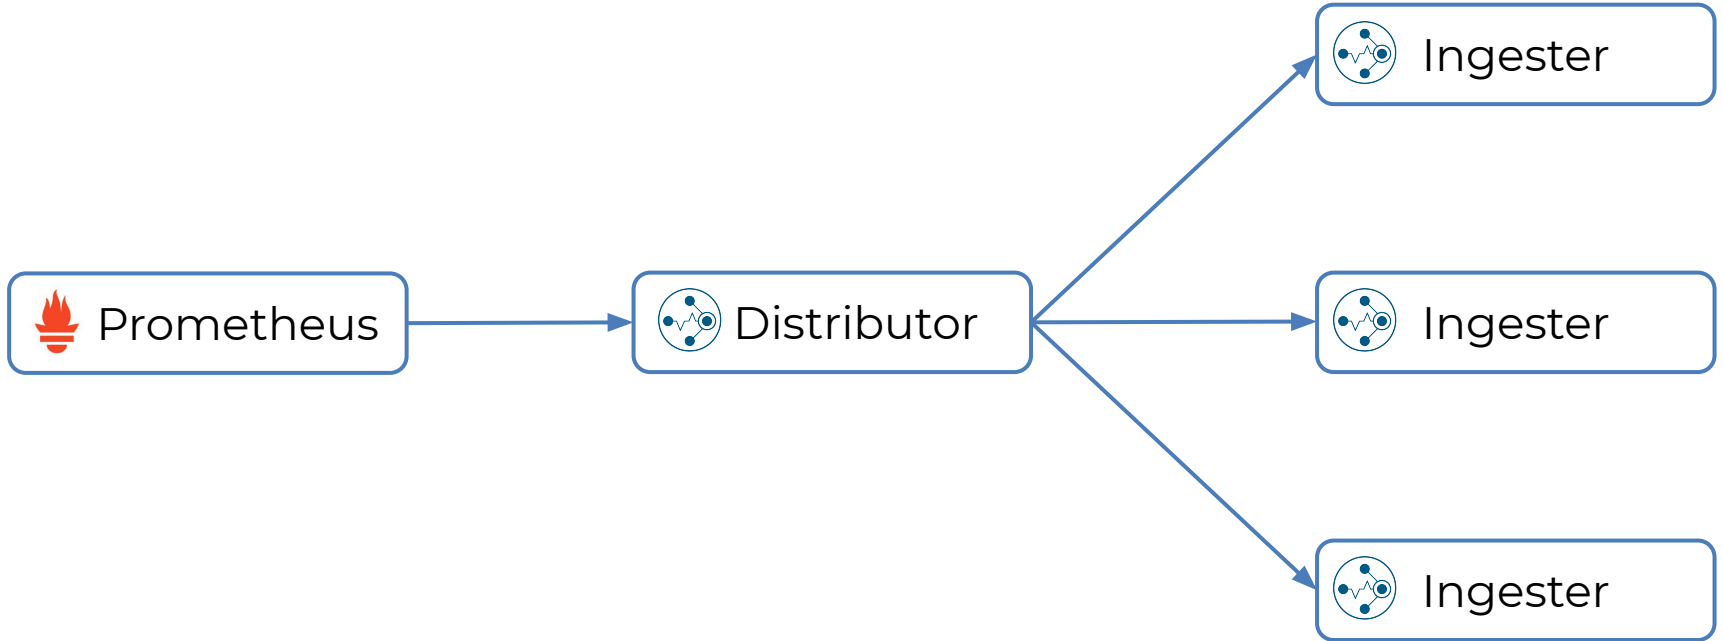 Ingester
Prometheus
Distributor
Ingester
Ingester